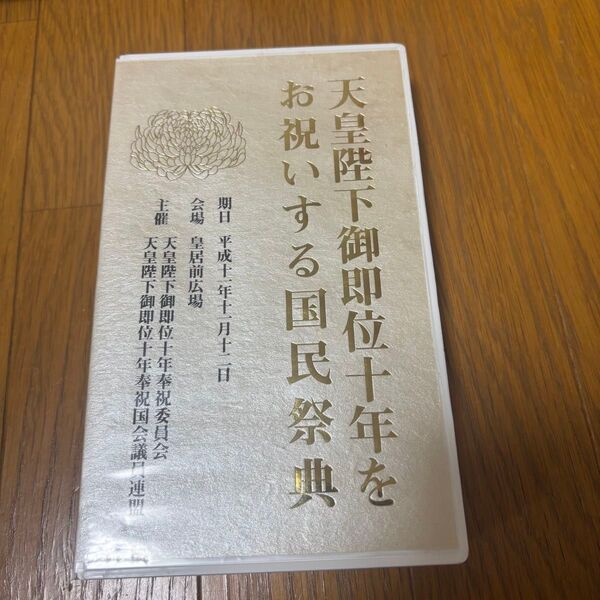 天皇陛下御即位十年を
お祝いする国民祭典
期日 平成十一年十一月十二日
会場 皇居前広場
主催 天皇陛下御即位十年奉祝委員会
天皇陛下御即位十年奉祝国会議員連盟